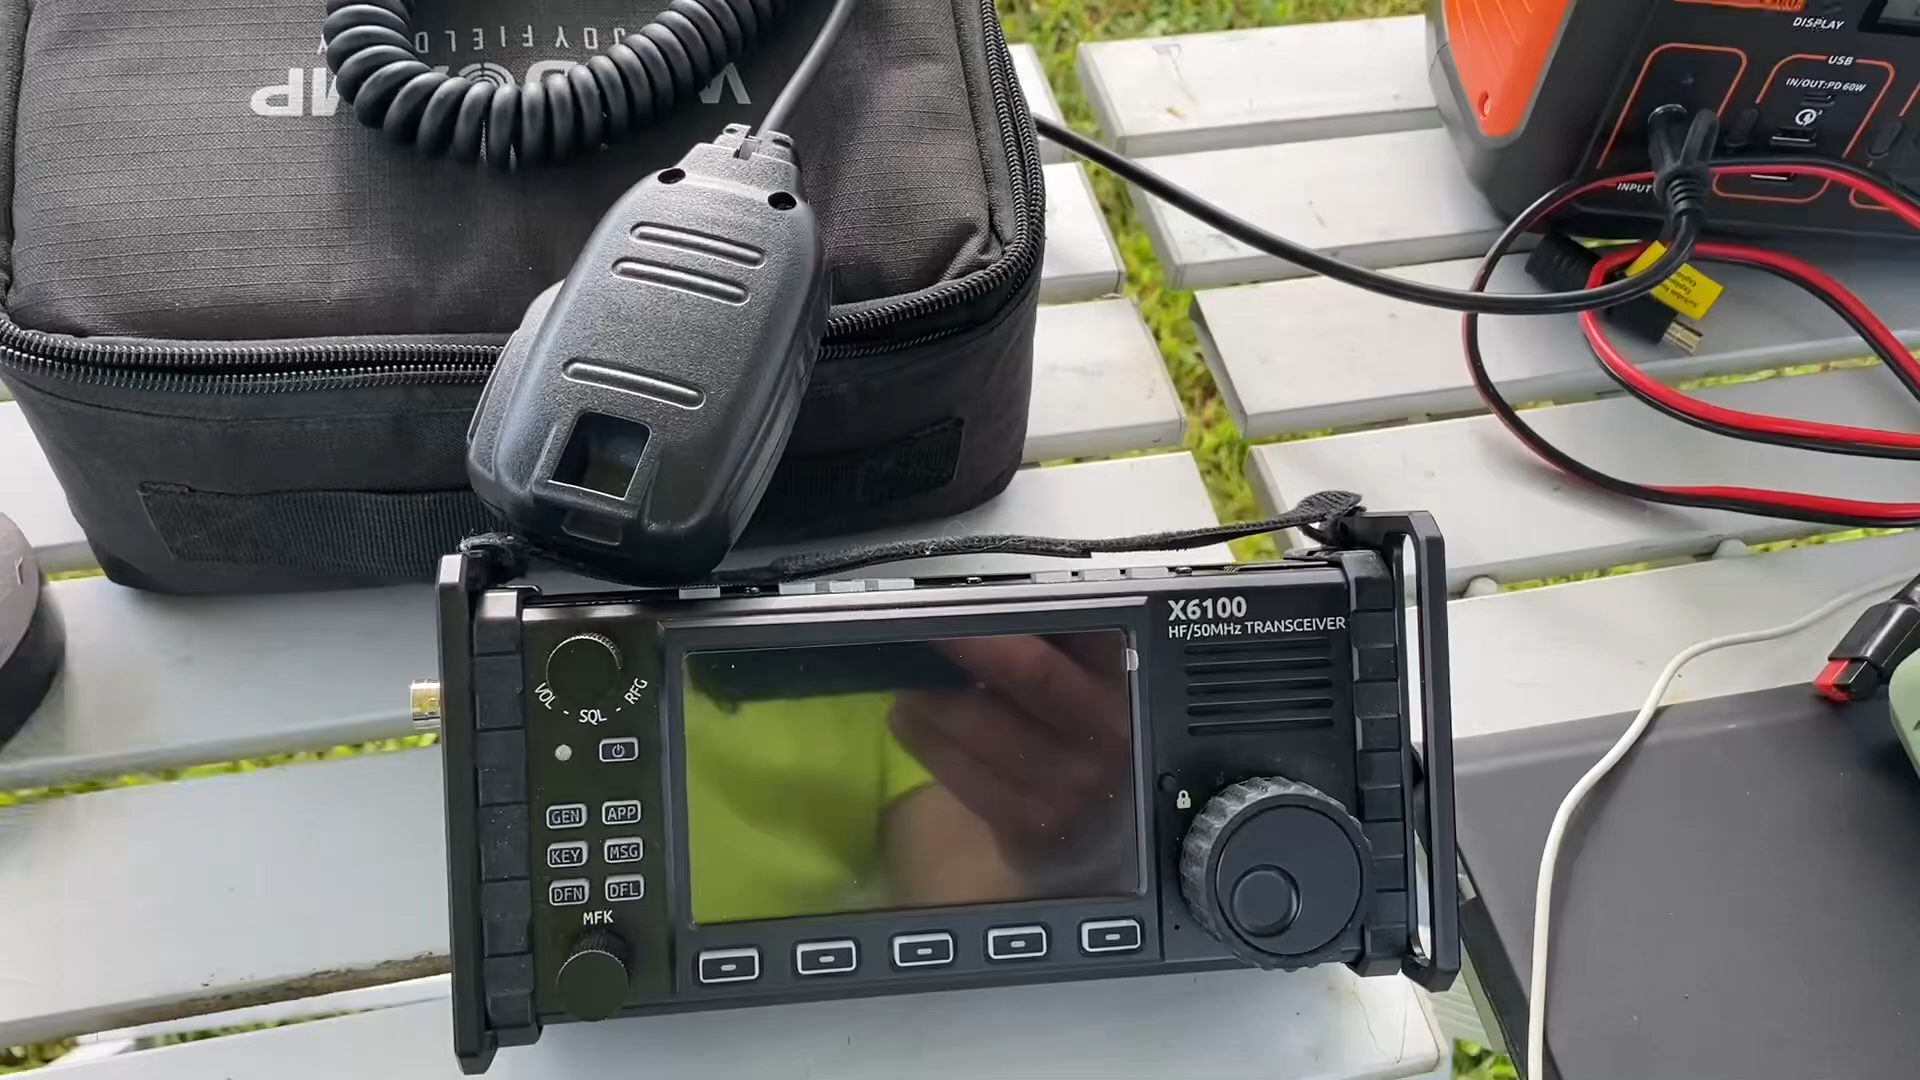 JOYFIELD
DISPLAY
USB
IN/OUT:PD 60W
INPUT
X6100
HF/50MHz TRANSCEIVER
VOL - SQL - RFG
GEN APP
KEY MSG
DFN DFL
MFK